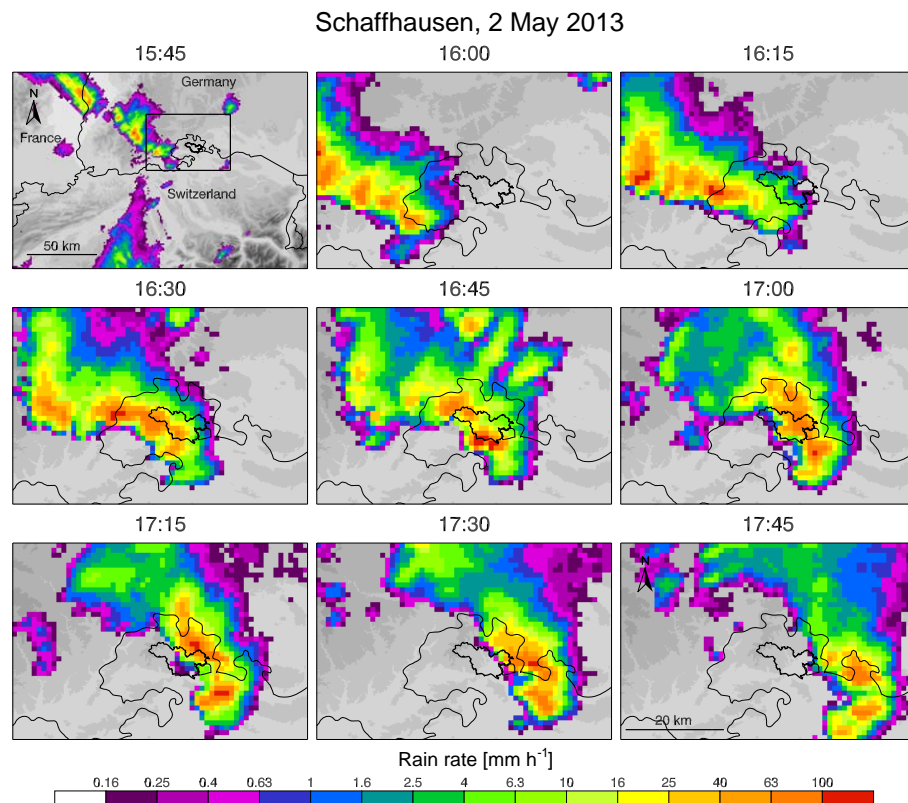 Schaffhausen, 2 May 2013
15:45 16:00 16:15
Germany
N
France
Switzerland
50 km
16:30 16:45 17:00
17:15 17:30 17:45
N
20 km
Rain rate [mm h⁻¹]
0.16 0.25 0.4 0.63 1 1.6 2.5 4 6.3 10 16 25 40 63 100